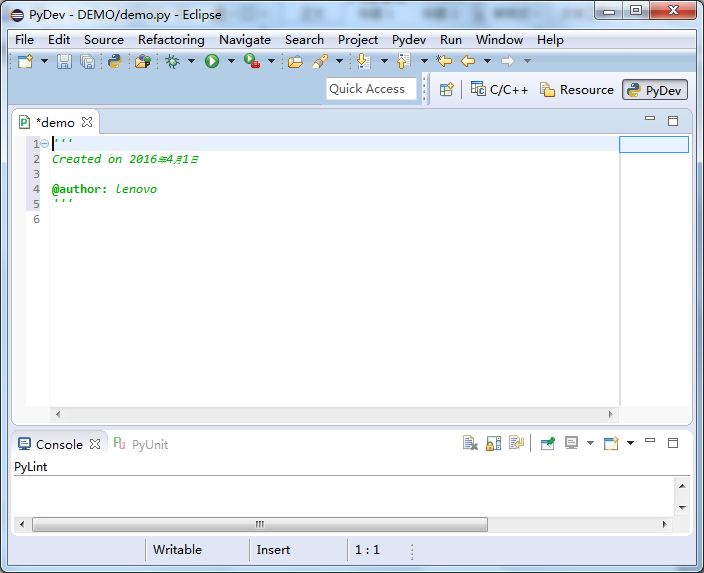 PyDev - DEMO/demo.py - Eclipse
File Edit Source Refactoring Navigate Search Project Pydev Run Window Help
Quick Access
C/C++
Resource
PyDev
*demo
1 '''
2 Created on 2016年4月1日
3
4 @author: lenovo
5 '''
6
Console
PyUnit
PyLint
Writable
Insert
1 : 1